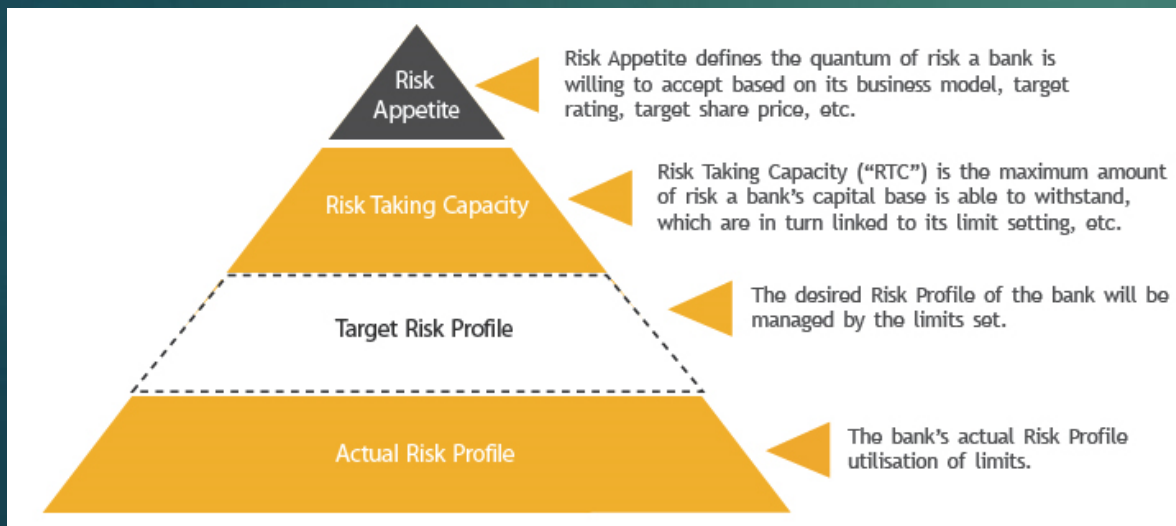 Risk
Appetite
Risk Appetite defines the quantum of risk a bank is
willing to accept based on its business model, target
rating, target share price, etc.
Risk Taking Capacity
Risk Taking Capacity (“RTC”) is the maximum amount
of risk a bank’s capital base is able to withstand,
which are in turn linked to its limit setting, etc.
Target Risk Profile
The desired Risk Profile of the bank will be
managed by the limits set.
Actual Risk Profile
The bank’s actual Risk Profile
utilisation of limits.